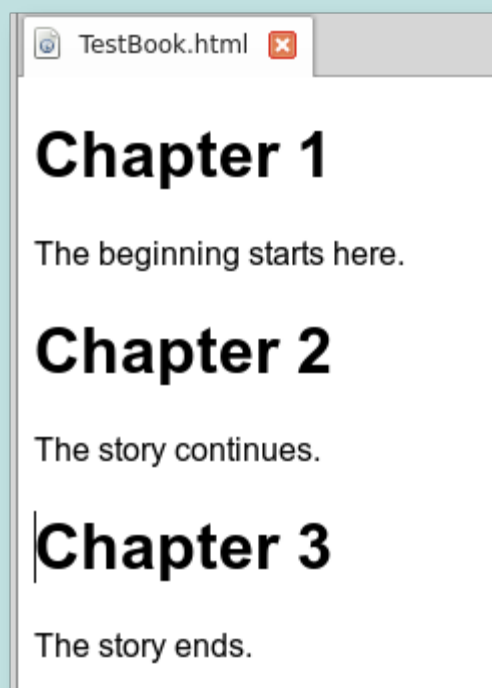 TestBook.html
Chapter 1
The beginning starts here.
Chapter 2
The story continues.
Chapter 3
The story ends.